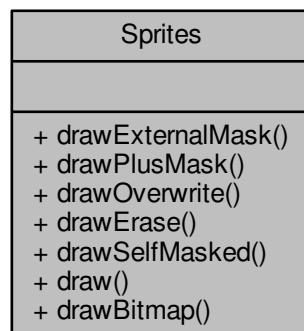 Sprites
+ drawExternalMask()
+ drawPlusMask()
+ drawOverwrite()
+ drawErase()
+ drawSelfMasked()
+ draw()
+ drawBitmap()